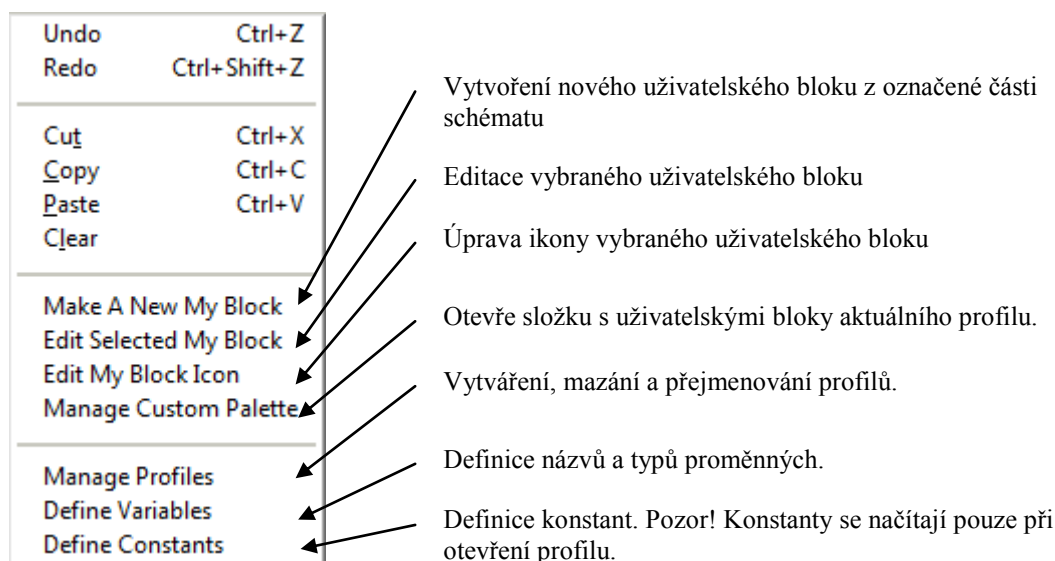 Undo Ctrl+Z
Redo Ctrl+Shift+Z
Cut Ctrl+X
Copy Ctrl+C
Paste Ctrl+V
Clear
Make A New My Block
Edit Selected My Block
Edit My Block Icon
Manage Custom Palette
Manage Profiles
Define Variables
Define Constants
Vytvoření nového uživatelského bloku z označené části
schématu
Editace vybraného uživatelského bloku
Úprava ikony vybraného uživatelského bloku
Otevře složku s uživatelskými bloky aktuálního profilu.
Vytváření, mazání a přejmenování profilů.
Definice názvů a typů proměnných.
Definice konstant. Pozor! Konstanty se načítají pouze při
otevření profilu.